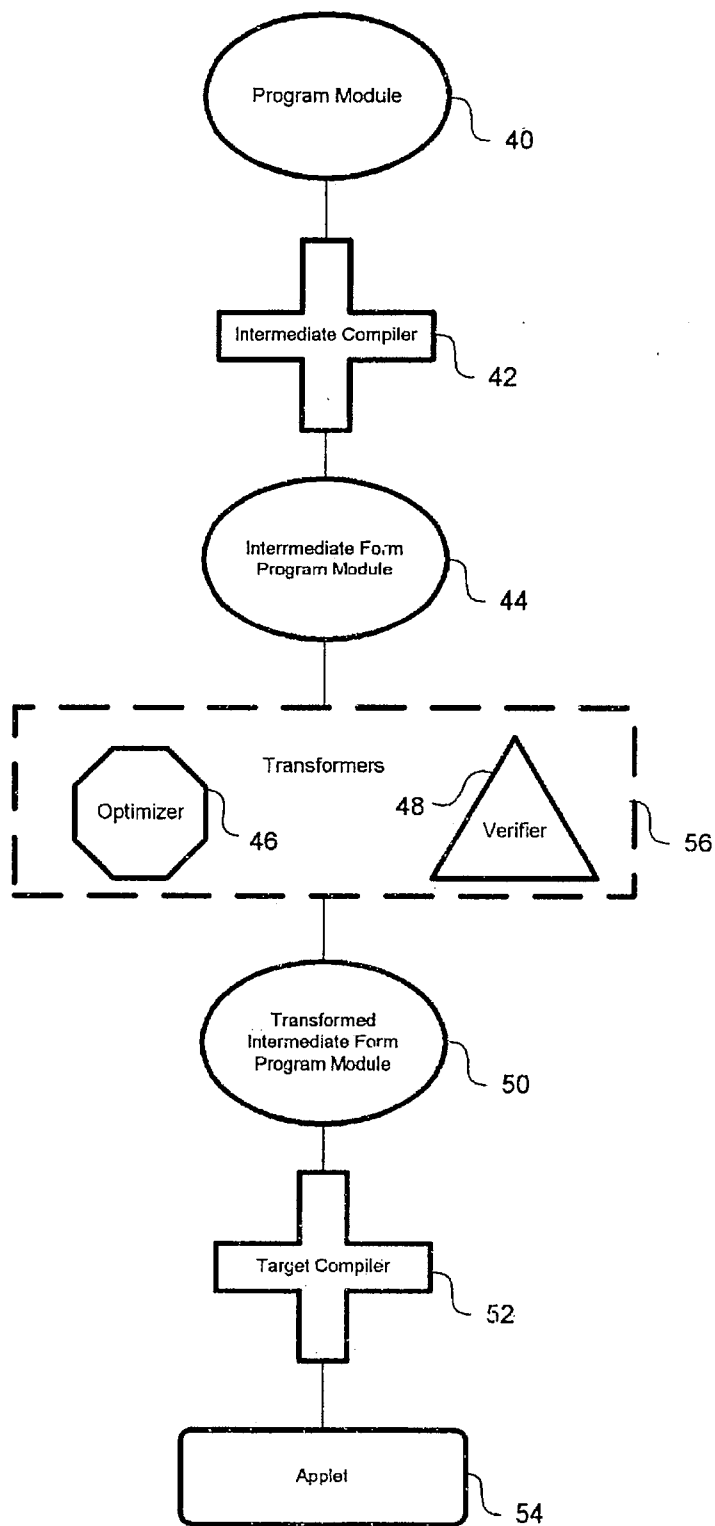 Program Module
40
Intermediate Compiler
42
Interrmediate Form
Program Module
44
Transformers
Optimizer
46
48
Verifier
56
Transformed
Intermediate Form
Program Module
50
Target Compiler
52
Applet
54